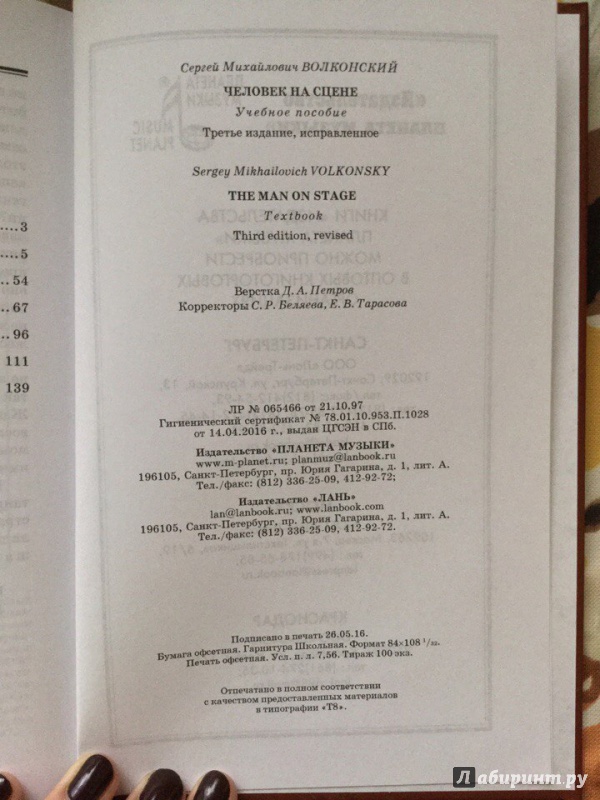 Сергей Михайлович ВОЛКОНСКИЙ
ЧЕЛОВЕК НА СЦЕНЕ
Учебное пособие
Третье издание, исправленное
Sergey Mikhailovich VOLKONSKY
THE MAN ON STAGE
Textbook
Third edition, revised
Верстка Д. А. Петров
Корректоры С. Р. Беляева, Е. В. Тарасова
ЛР № 065466 от 21.10.97
Гигиенический сертификат № 78.01.10.953.П.1028
от 14.04.2016 г., выдан ЦГСЭН в СПб.
Издательство «ПЛАНЕТА МУЗЫКИ»
www.m-planet.ru; planmuz@lanbook.ru
196105, Санкт-Петербург, пр. Юрия Гагарина, д. 1, лит. А.
Тел./факс: (812) 336-25-09, 412-92-72;
Издательство «ЛАНЬ»
lan@lanbook.ru; www.lanbook.com
196105, Санкт-Петербург, пр. Юрия Гагарина, д. 1, лит. А.
Тел./факс: (812) 336-25-09, 412-92-72.
Подписано в печать 26.05.16.
Бумага офсетная. Гарнитура Школьная. Формат 84×108 1/32.
Печать офсетная. Усл. п. л. 7,56. Тираж 100 экз.
Отпечатано в полном соответствии
с качеством предоставленных материалов
в типографии «Т8».
....3
....5
.. 54
.. 67
.. 96
111
139
Лабиринт.ру